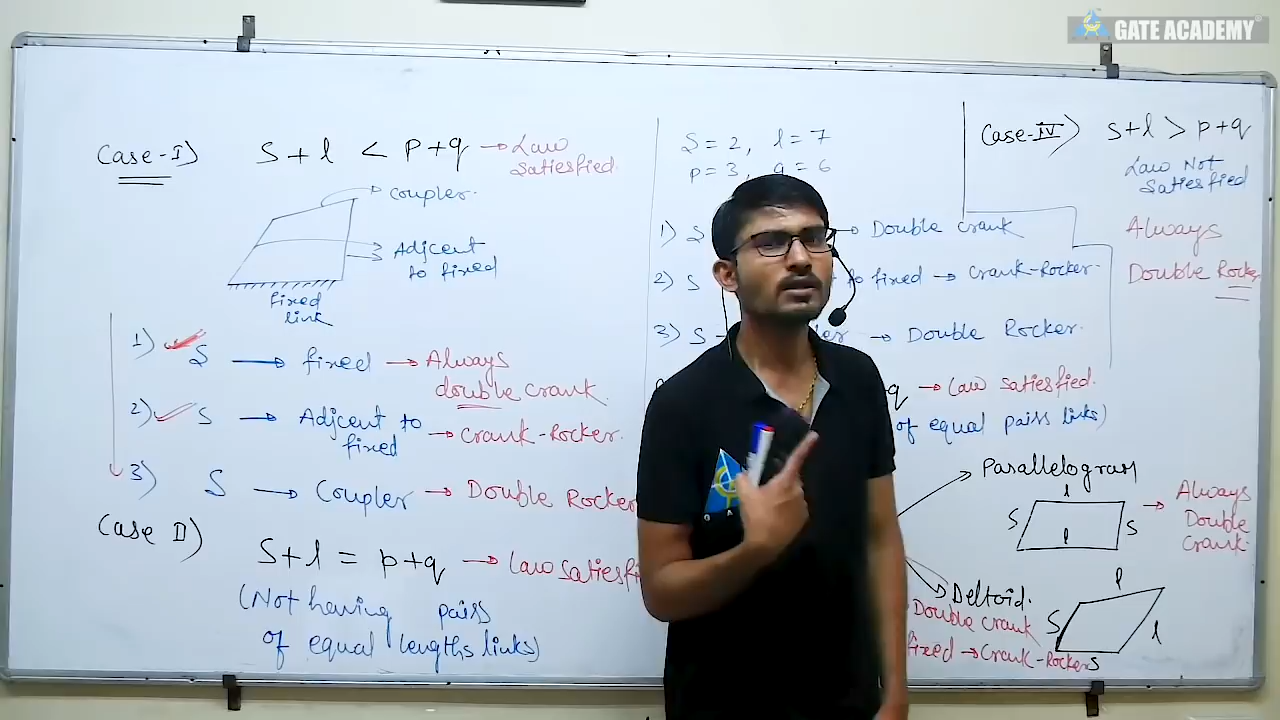 GATE ACADEMY
Case-I) S + l < p + q → Law
Satisfied.
Coupler.
Adjcent
to fixed
fixed
link
1) S → fixed → Always
double crank.
2) S → Adjcent to
fixed → Crank-Rocker.
3) S → Coupler → Double Rocker
Case II)
S + l = p + q → Law
(Not having pairs
of equal lengths links)
S = 2, l = 7
p = 3, q = 6
1) S → Double crank
2) S to fixed → Crank-Rocker.
3) S → Double Rocker.
q → Law satisfied.
of equal pairs links)
Parallelogram
l
S l S
→ Always
Double
Crank.
Deltoid.
Double crank
fixed → Crank-Rocker
l
S l
S
Case-IV) S+l > p+q
Law Not
Satiesfied
Always
Double Rocker